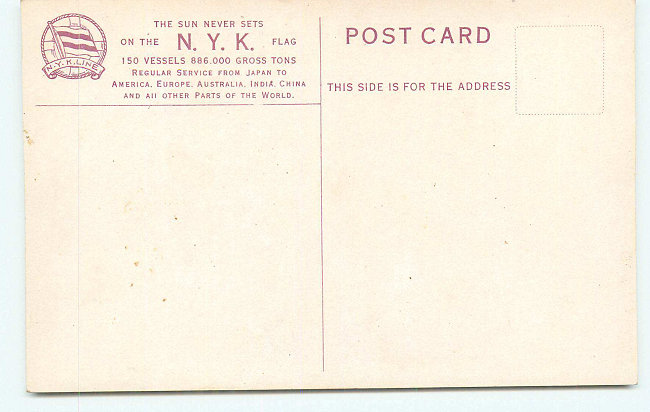 THE SUN NEVER SETS
ON THE N. Y. K. FLAG
150 VESSELS 886.000 GROSS TONS
REGULAR SERVICE FROM JAPAN TO
AMERICA, EUROPE, AUSTRALIA, INDIA, CHINA
AND All OTHER PARTS OF THE WORLD.
N.Y.K.LINE
POST CARD
THIS SIDE IS FOR THE ADDRESS